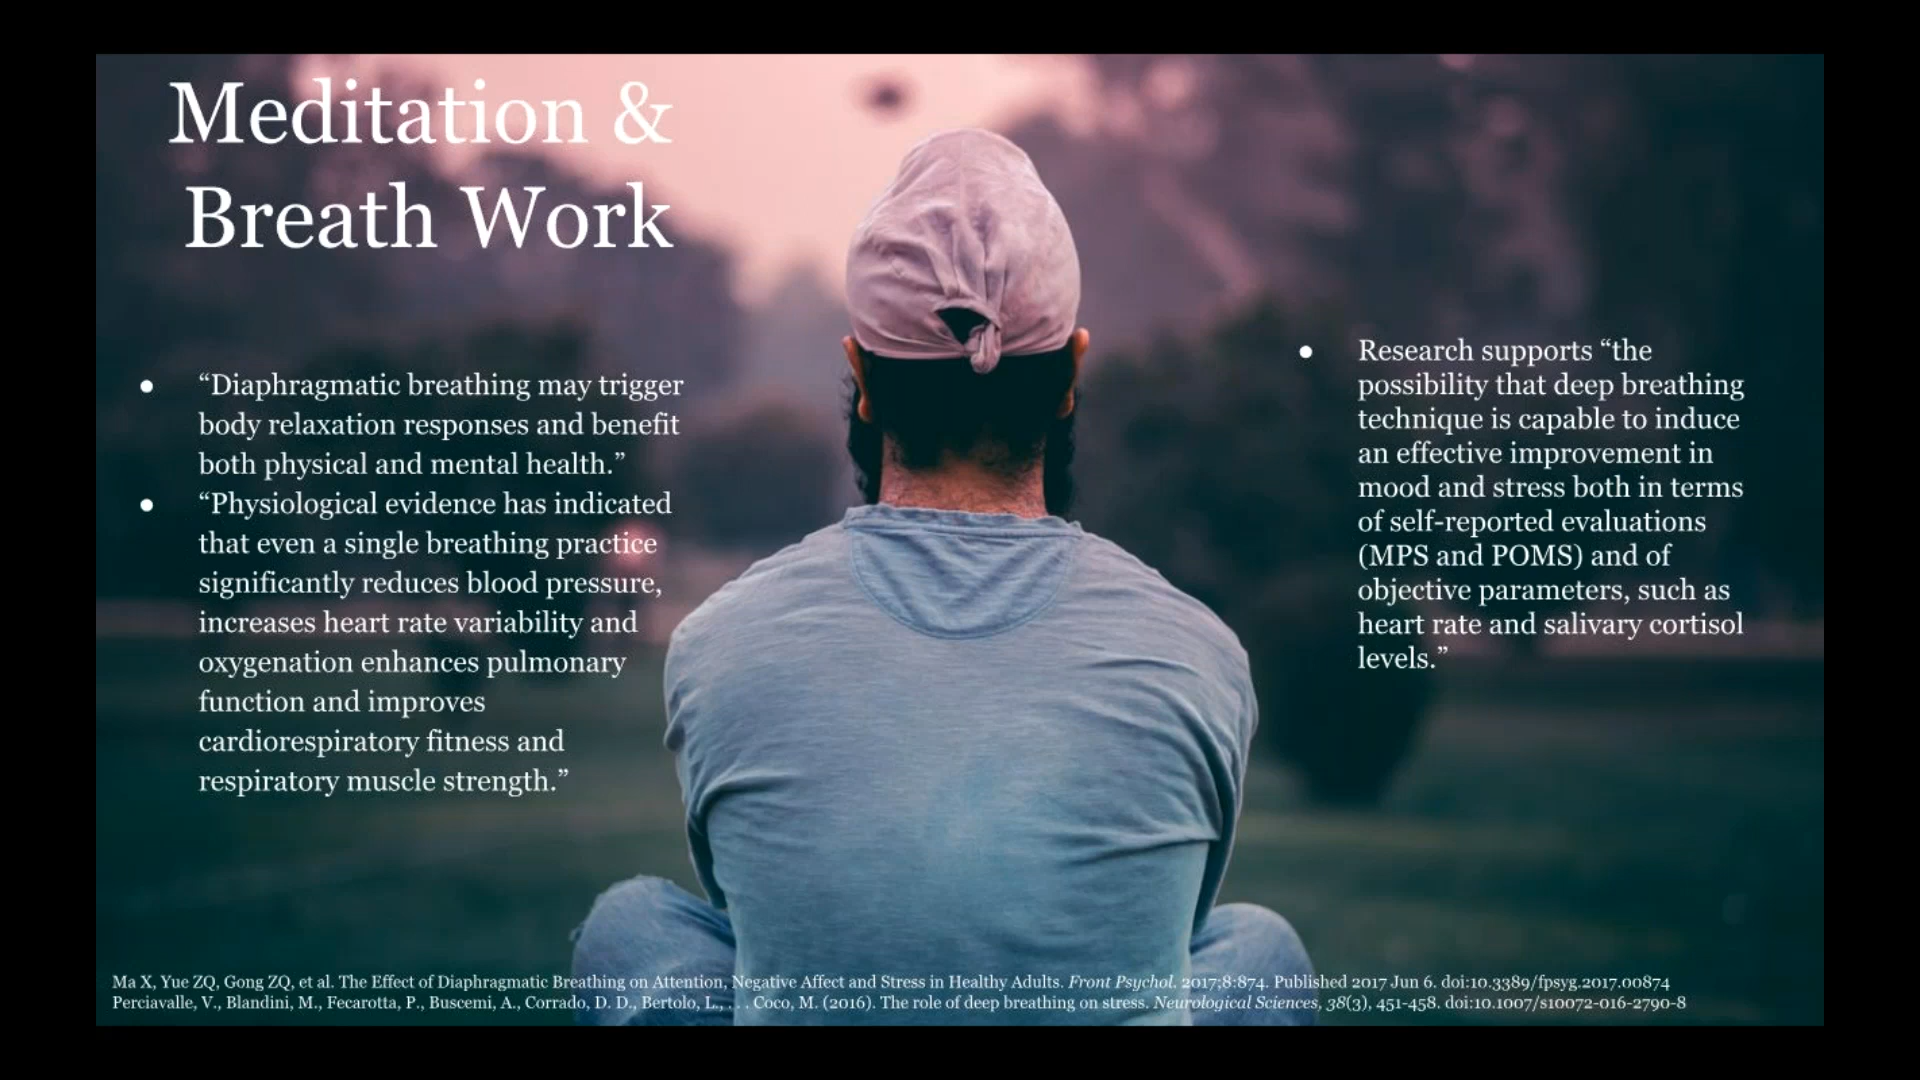 Meditation &
Breath Work
● “Diaphragmatic breathing may trigger
body relaxation responses and benefit
both physical and mental health.”
● “Physiological evidence has indicated
that even a single breathing practice
significantly reduces blood pressure,
increases heart rate variability and
oxygenation enhances pulmonary
function and improves
cardiorespiratory fitness and
respiratory muscle strength.”
● Research supports “the
possibility that deep breathing
technique is capable to induce
an effective improvement in
mood and stress both in terms
of self-reported evaluations
(MPS and POMS) and of
objective parameters, such as
heart rate and salivary cortisol
levels.”
Ma X, Yue ZQ, Gong ZQ, et al. The Effect of Diaphragmatic Breathing on Attention, Negative Affect and Stress in Healthy Adults. Front Psychol. 2017;8:874. Published 2017 Jun 6. doi:10.3389/fpsyg.2017.00874
Perciavalle, V., Blandini, M., Fecarotta, P., Buscemi, A., Corrado, D. D., Bertolo, L., . . . Coco, M. (2016). The role of deep breathing on stress. Neurological Sciences, 38(3), 451-458. doi:10.1007/s10072-016-2790-8